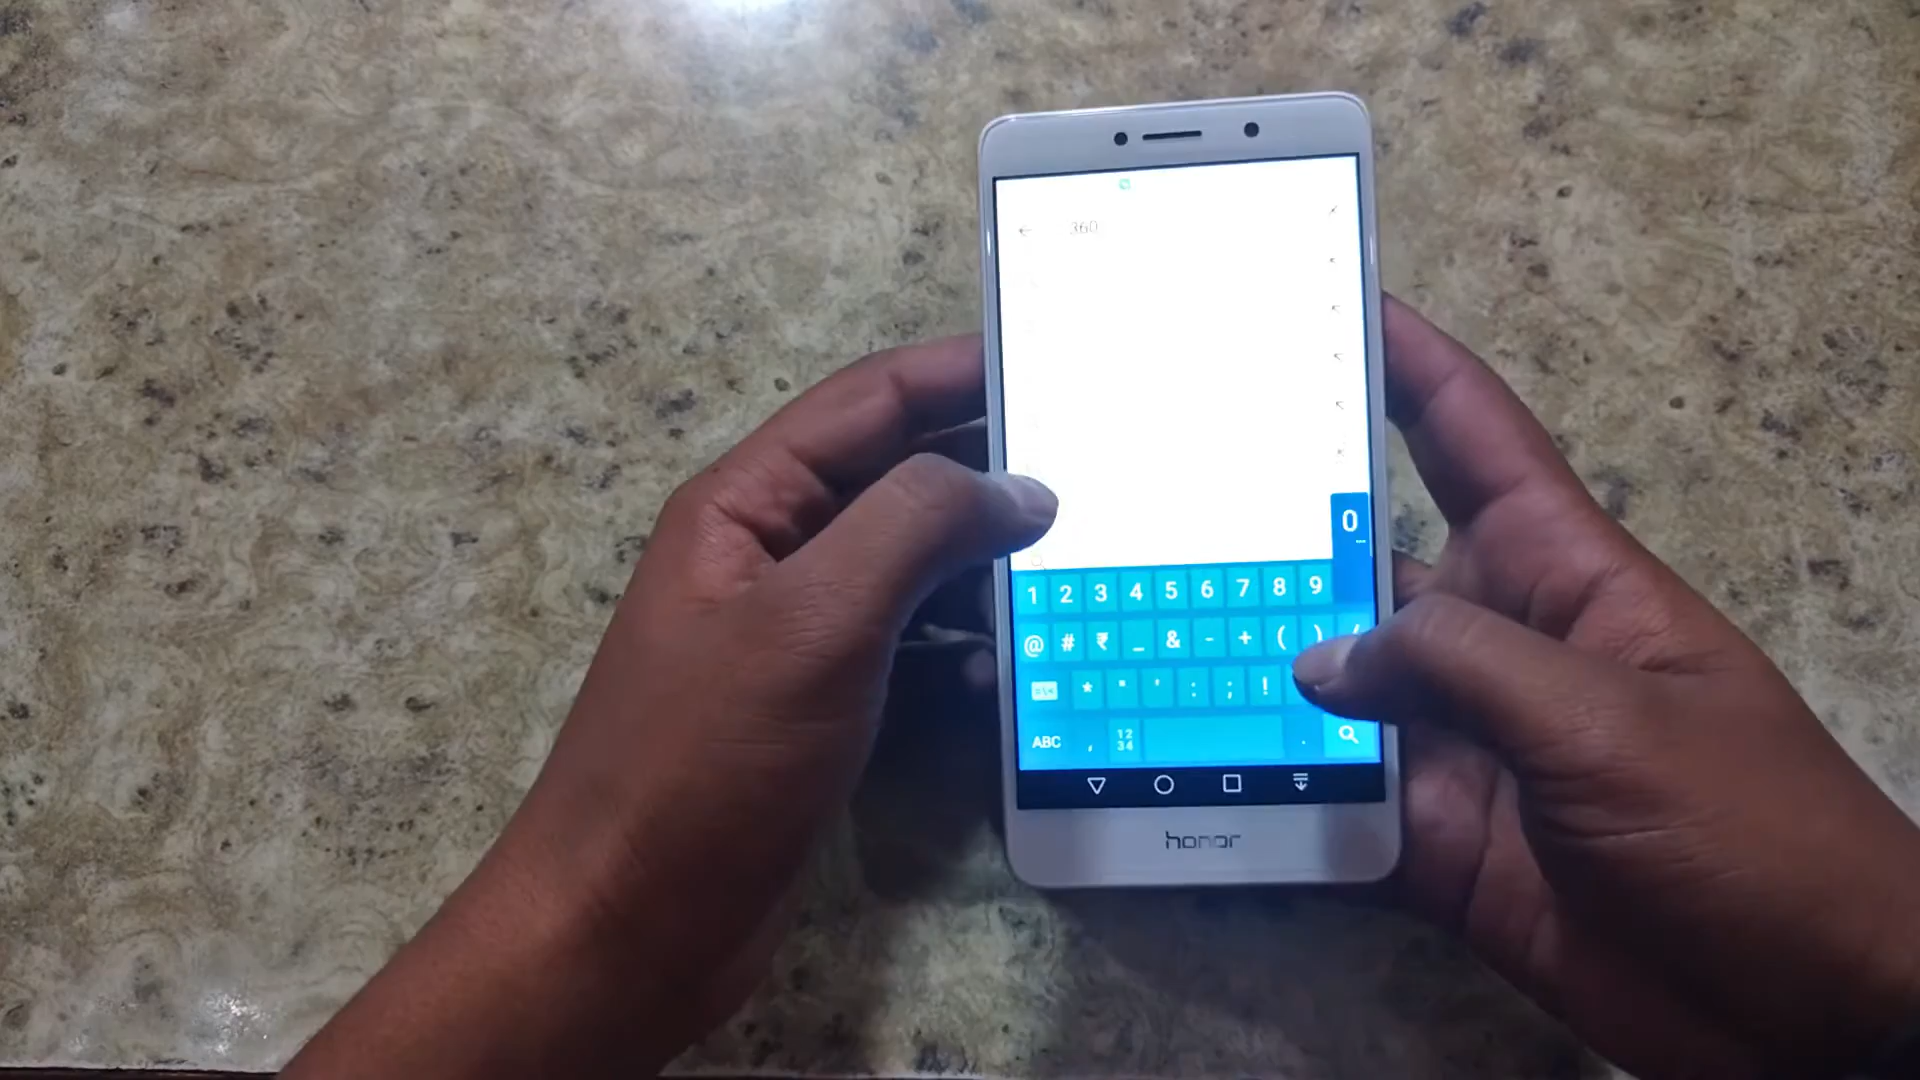 360
0
1 2 3 4 5 6 7 8 9
@ # ₹ _ & - + ( ) /
* " ' : ; !
ABC , 12 34 .
honor